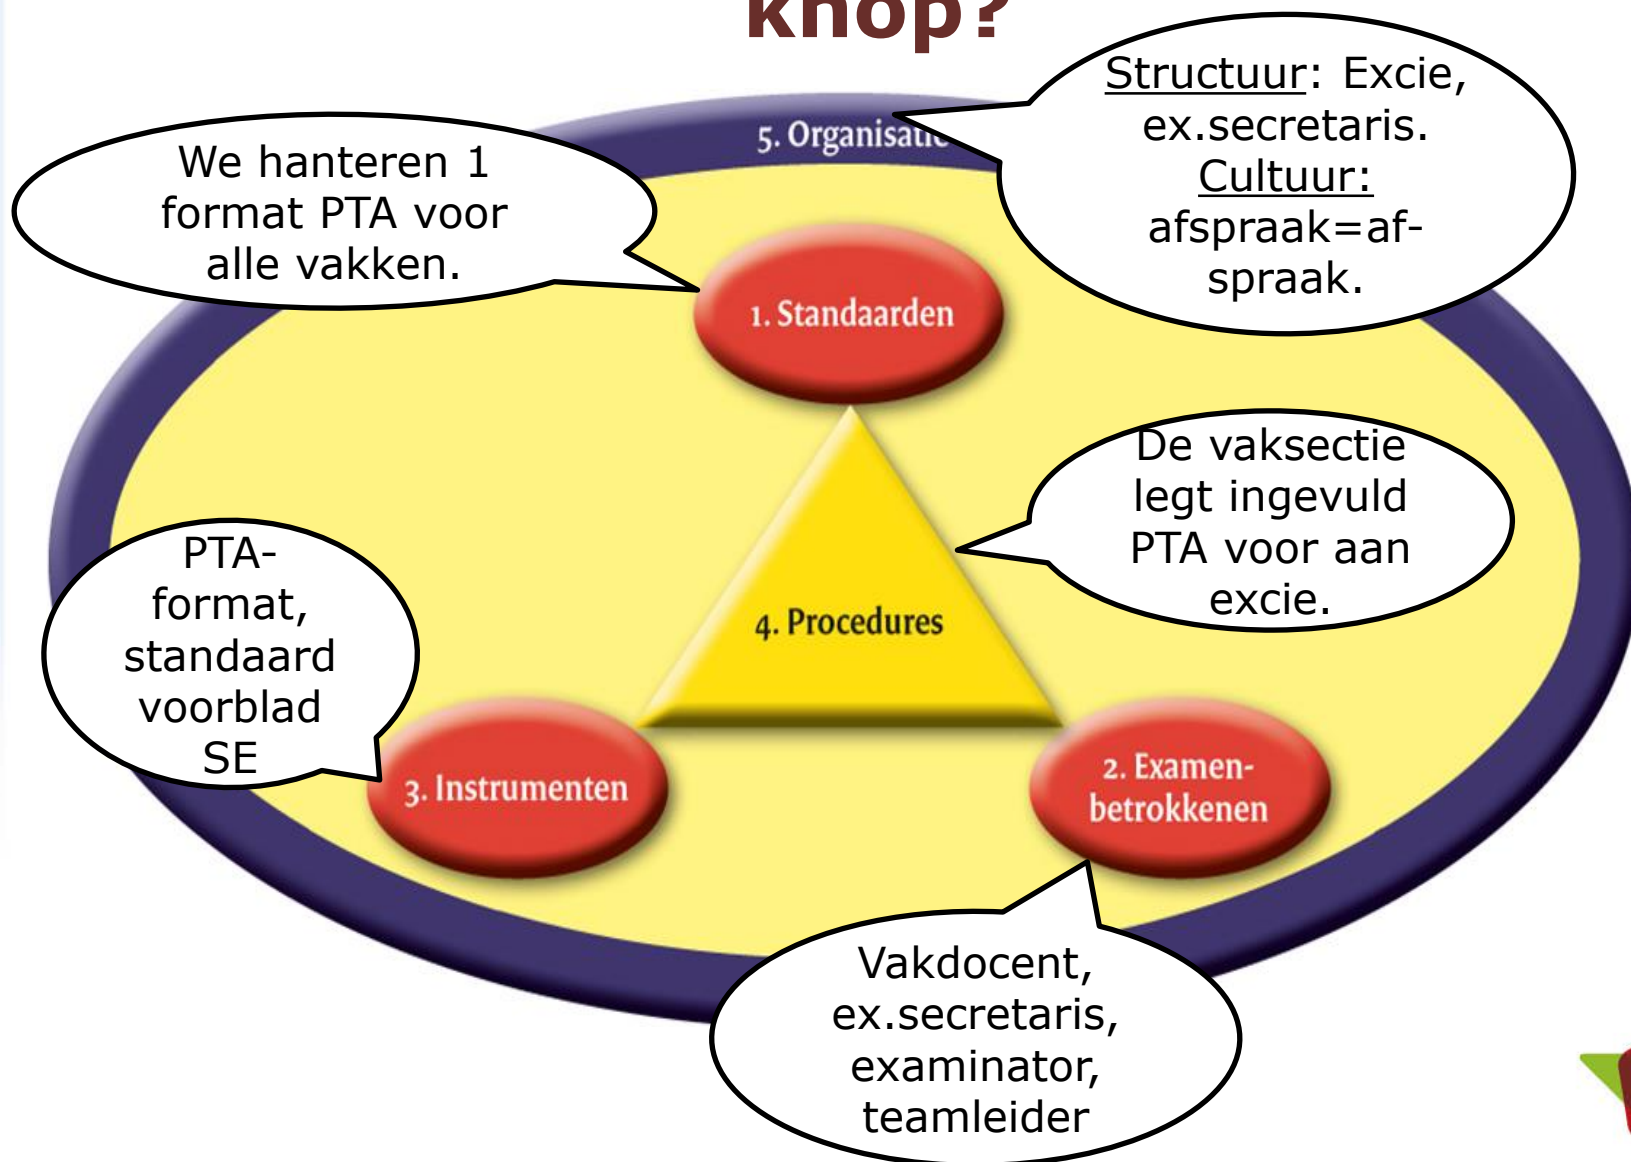 knop?
Structuur: Excie,
ex.secretaris.
Cultuur:
afspraak=af-
spraak.
5. Organisatie
We hanteren 1
format PTA voor
alle vakken.
1. Standaarden
De vaksectie
legt ingevuld
PTA voor aan
excie.
4. Procedures
PTA-
format,
standaard
voorblad
SE
3. Instrumenten
2. Examen-
betrokkenen
Vakdocent,
ex.secretaris,
examinator,
teamleider